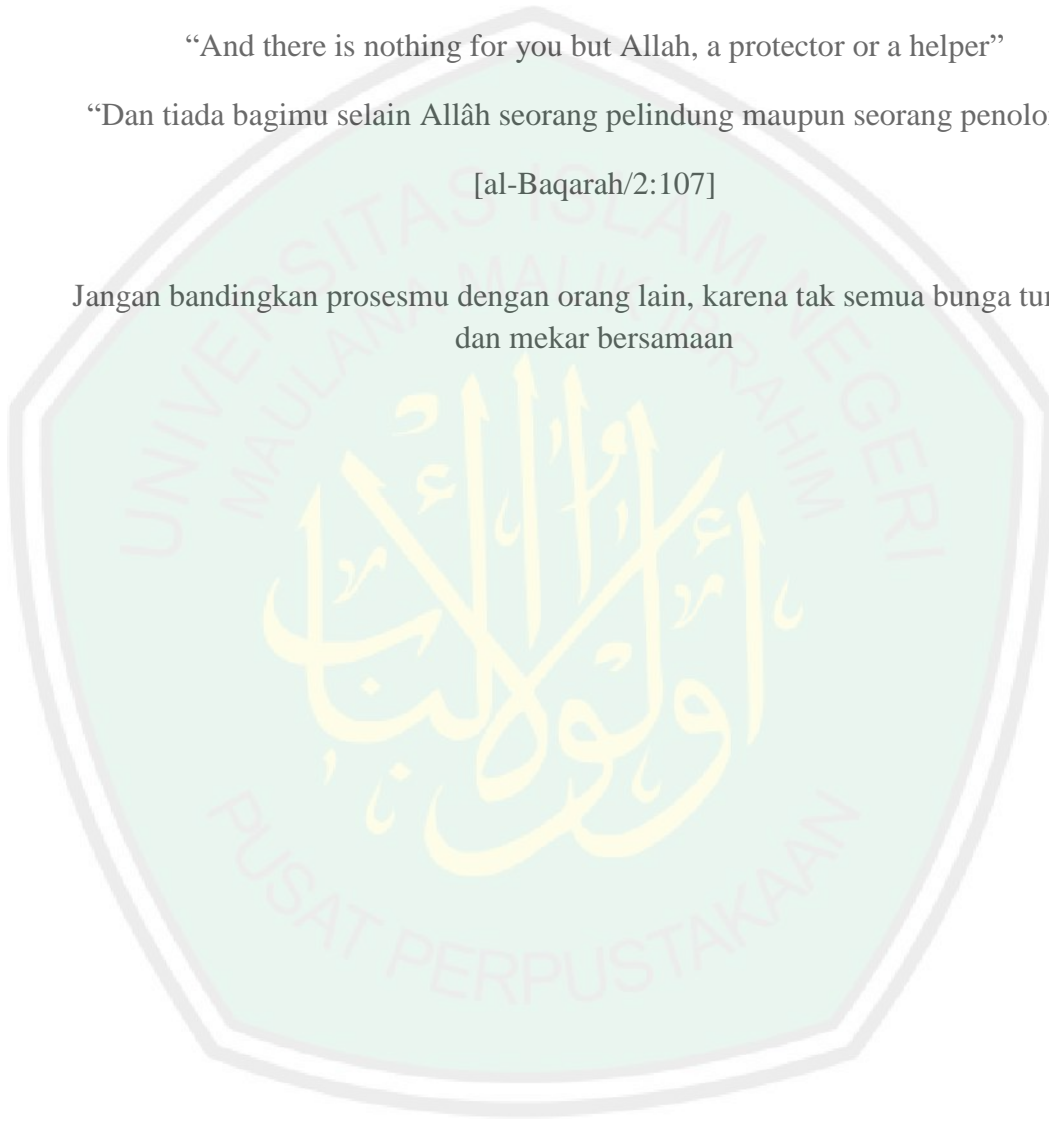 “And there is nothing for you but Allah, a protector or a helper”
“Dan tiada bagimu selain Allâh seorang pelindung maupun seorang penolo
[al-Baqarah/2:107]
Jangan bandingkan prosesmu dengan orang lain, karena tak semua bunga
dan mekar bersamaan
UNIVERSITAS ISLAM NEGERI
MAULANA MALIK IBRAHIM
أولو الألباب
PUSAT PERPUSTAKAAN